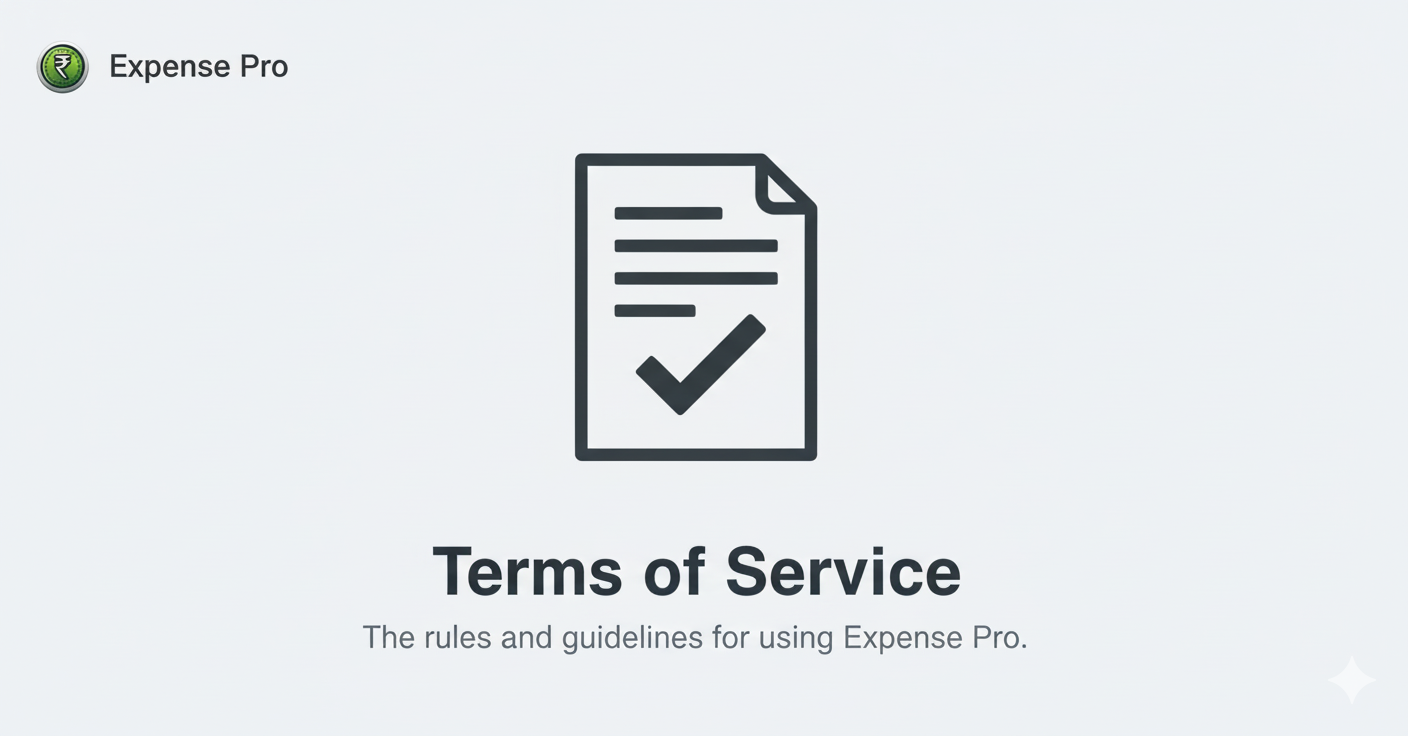 ₹ Expense Pro
Terms of Service
The rules and guidelines for using Expense Pro.